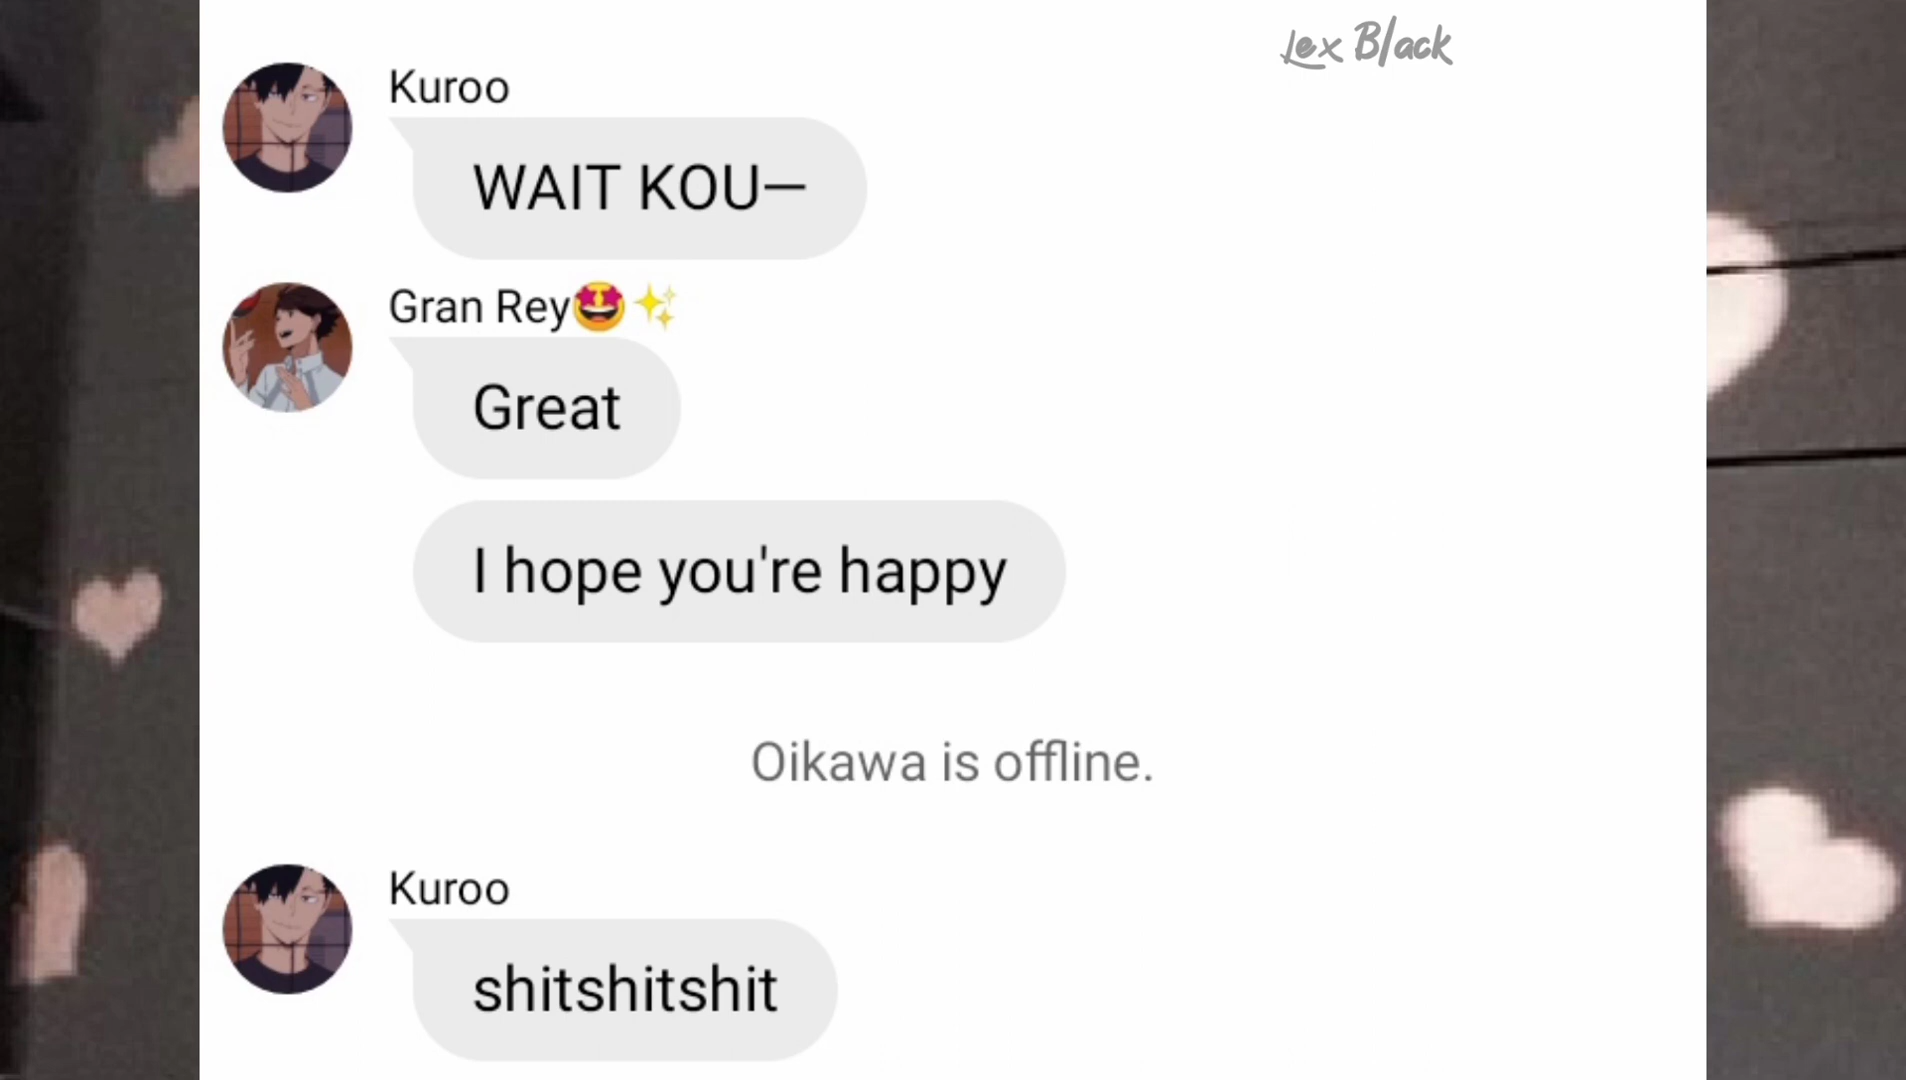 Lex Black
Kuroo
WAIT KOU—
Gran Rey🤩✨
Great
I hope you're happy
Oikawa is offline.
Kuroo
shitshitshit